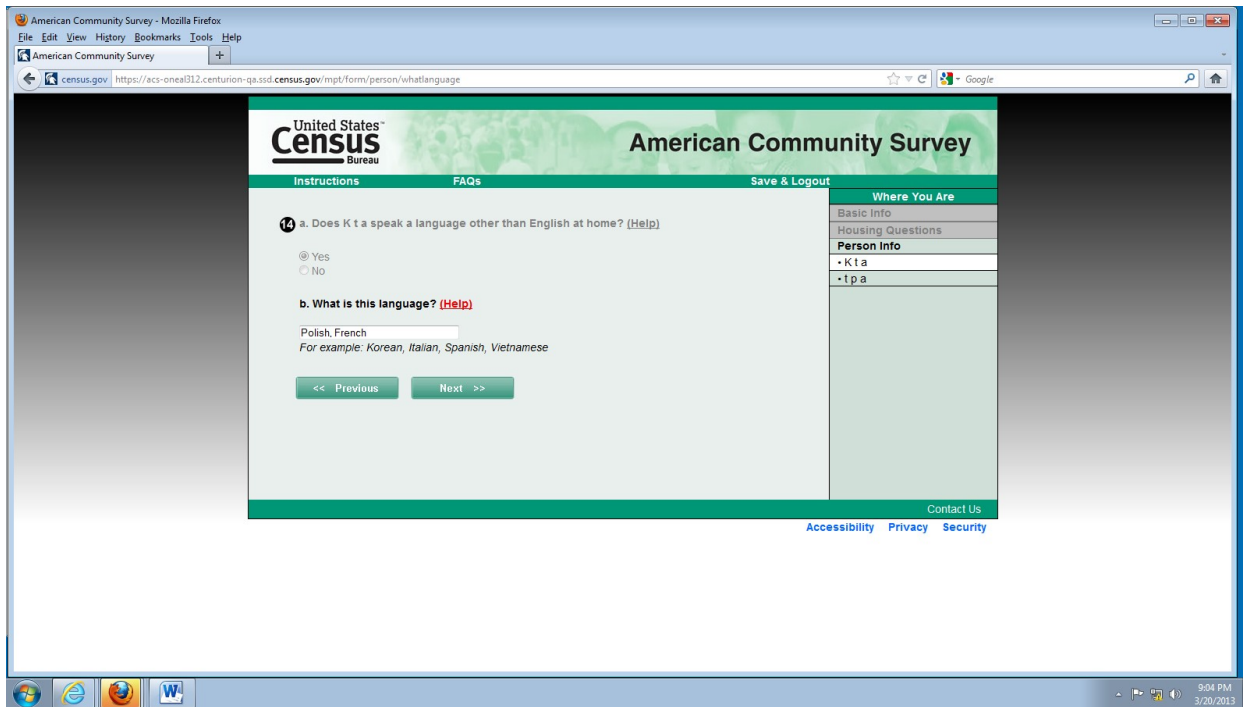 American Community Survey - Mozilla Firefox
File Edit View History Bookmarks Tools Help
American Community Survey +
census.gov https://acs-oneal312.centurion-qa.ssd.census.gov/mpt/form/person/whatlanguage Google
United States™
Census
Bureau
American Community Survey
Instructions FAQs Save & Logout
Where You Are
Basic Info
Housing Questions
Person Info
• K t a
• t p a
14 a. Does K t a speak a language other than English at home? (Help)
Yes
No
b. What is this language? (Help)
Polish, French
For example: Korean, Italian, Spanish, Vietnamese
<< Previous Next >>
Contact Us
Accessibility Privacy Security
W
9:04 PM
3/20/2013